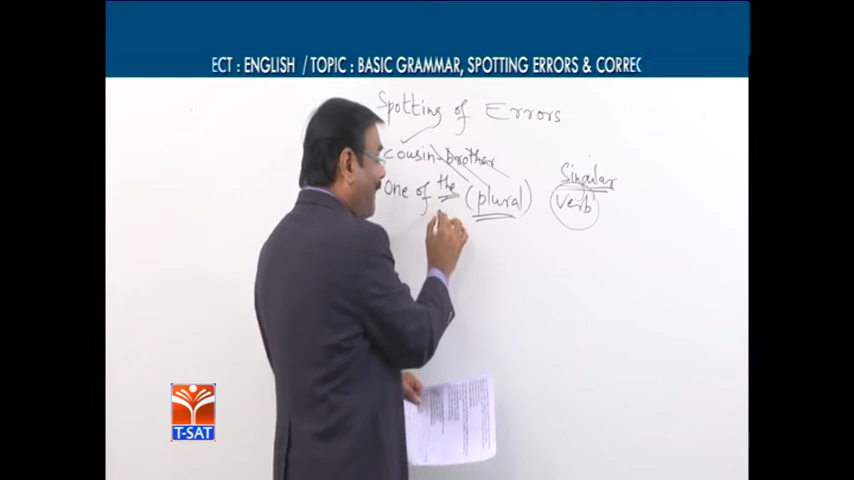 ECT : ENGLISH / TOPIC : BASIC GRAMMAR, SPOTTING ERRORS & CORREC
Spotting of Errors
cousin-brother
One of the (plural) Singular verb
T-SAT